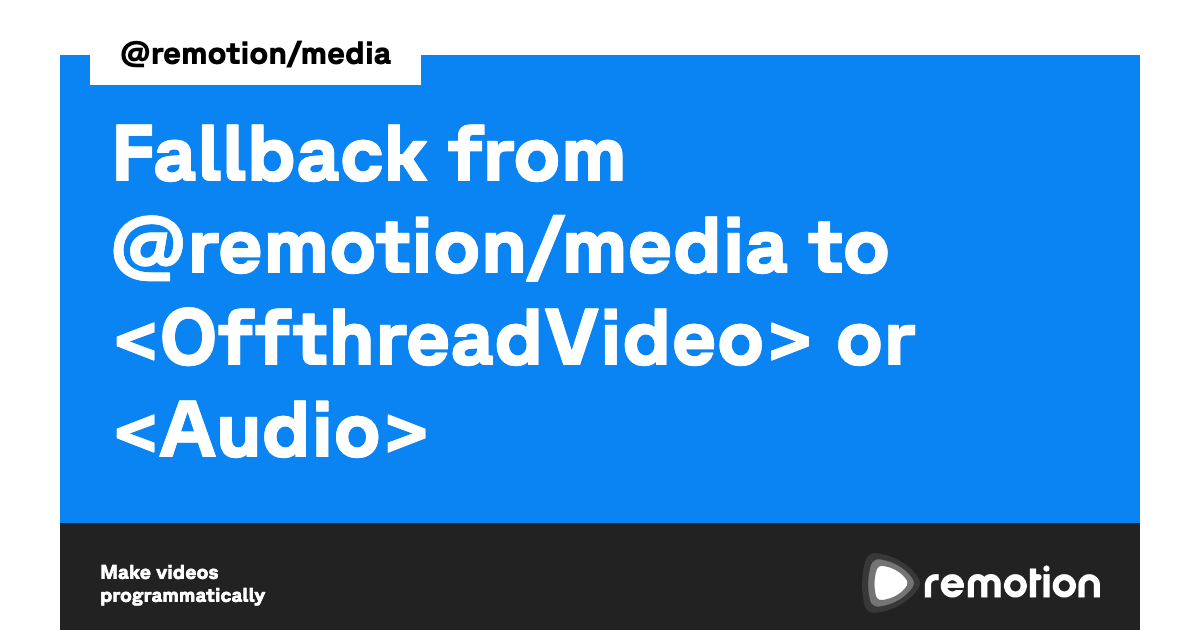 @remotion/media
Fallback from
@remotion/media to
<OffthreadVideo> or
<Audio>
Make videos
programmatically
remotion